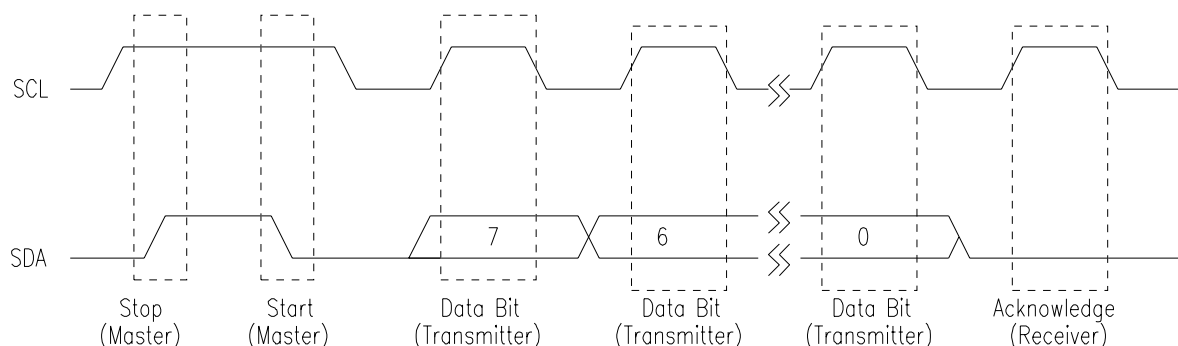 SCL
SDA
7
6
0
Stop
(Master)
Start
(Master)
Data Bit
(Transmitter)
Data Bit
(Transmitter)
Data Bit
(Transmitter)
Acknowledge
(Receiver)